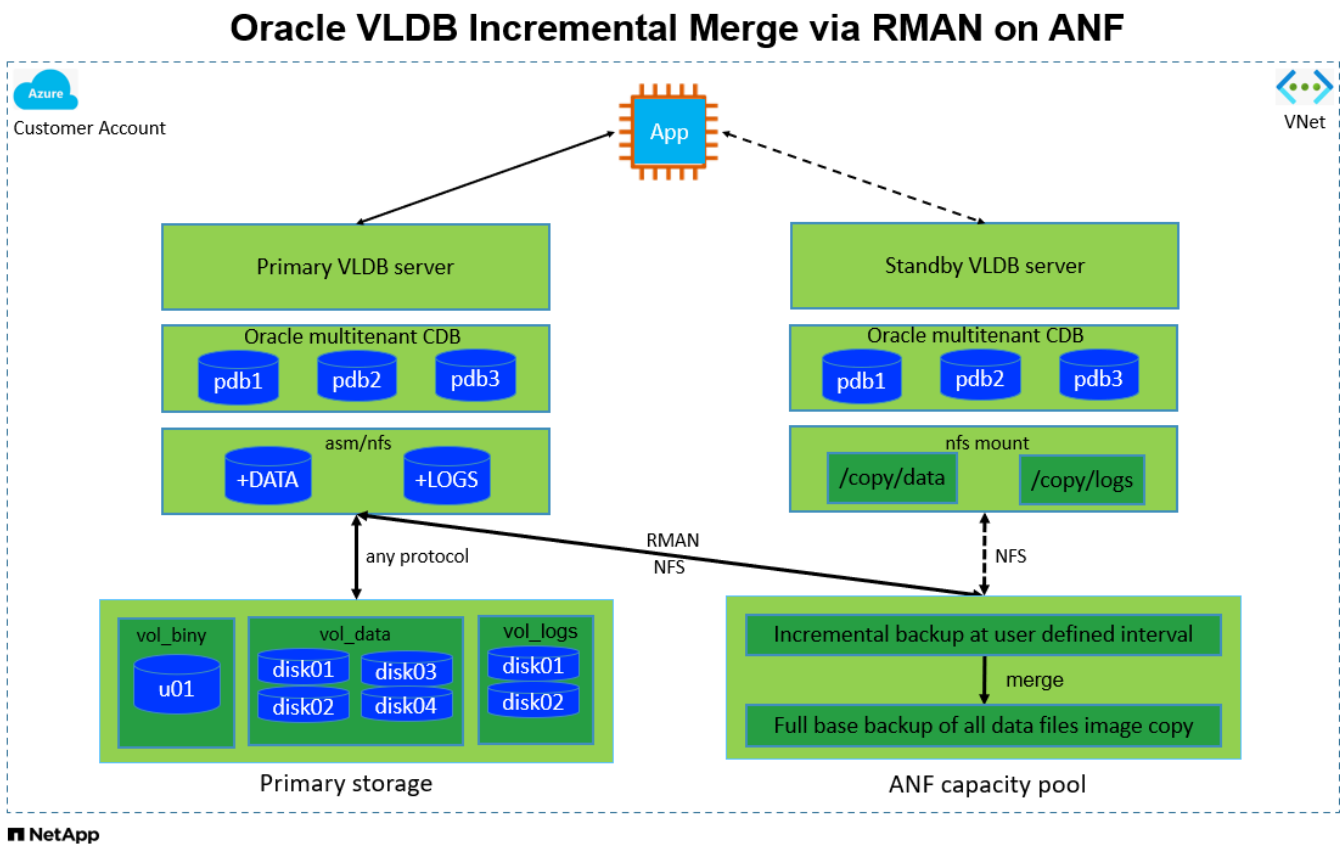 Oracle VLDB Incremental Merge via RMAN on ANF
Azure
Customer Account
VNet
App
Primary VLDB server
Standby VLDB server
Oracle multitenant CDB
pdb1
pdb2
pdb3
Oracle multitenant CDB
pdb1
pdb2
pdb3
asm/nfs
+DATA
+LOGS
nfs mount
/copy/data
/copy/logs
any protocol
RMAN
NFS
NFS
vol_biny
u01
vol_data
disk01
disk03
disk02
disk04
vol_logs
disk01
disk02
Incremental backup at user defined interval
merge
Full base backup of all data files image copy
Primary storage
ANF capacity pool
NetApp